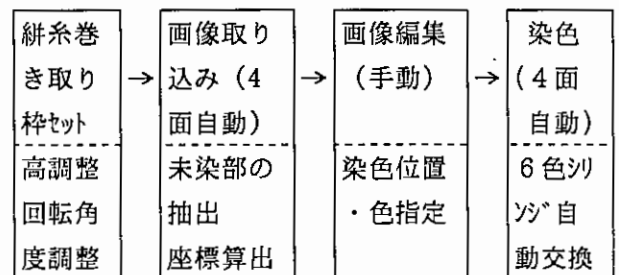 絣糸巻
き取り
枠セット
高調整
回転角
度調整
→
画像取り
込み（4
面自動）
未染部の
抽出
座標算出
→
画像編集
（手動）
染色位置
・色指定
→
染色
（4面
自動）
6色シリ
ンジ自
動交換